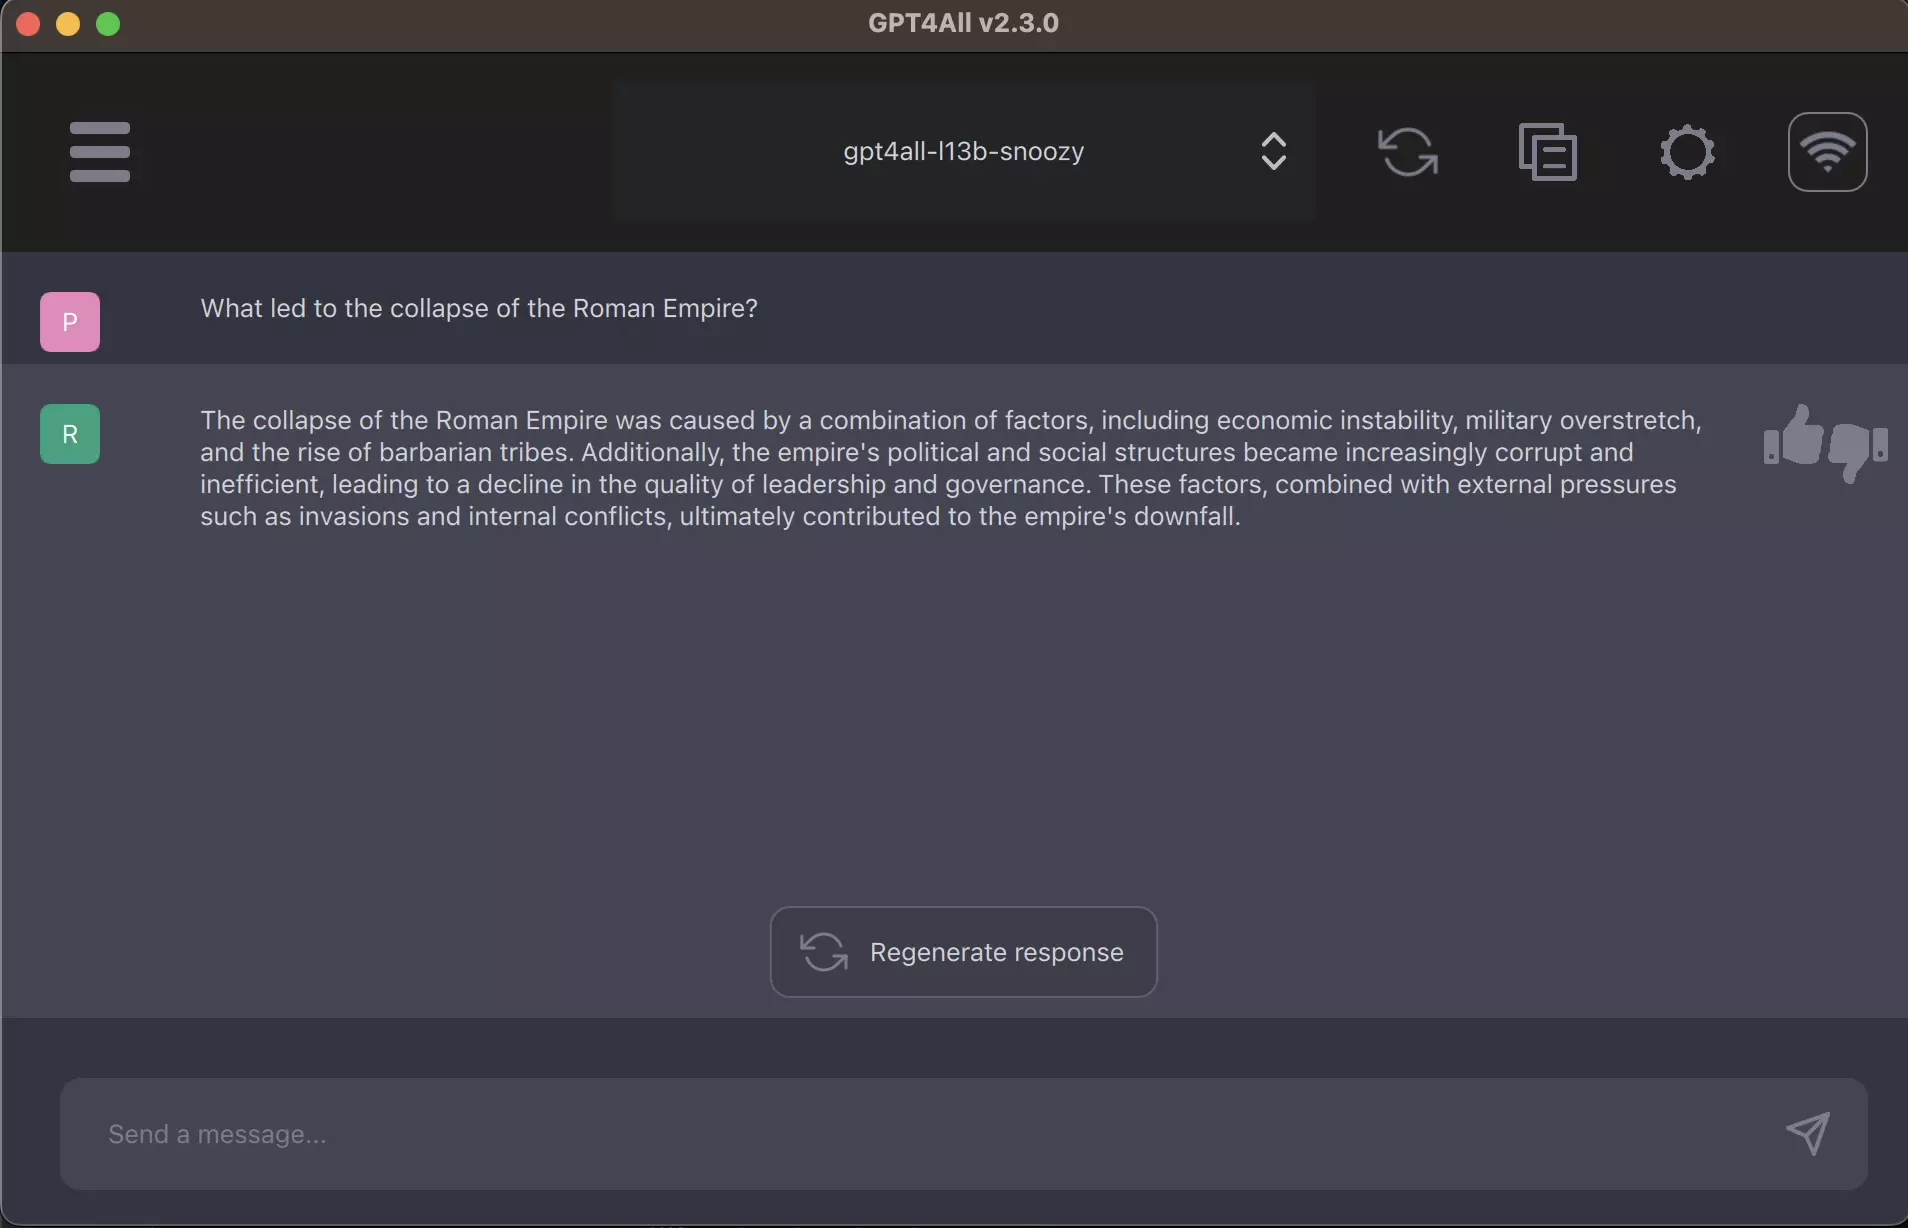 GPT4All v2.3.0
gpt4all-l13b-snoozy
P
What led to the collapse of the Roman Empire?
R
The collapse of the Roman Empire was caused by a combination of factors, including economic instability, military overstretch,
and the rise of barbarian tribes. Additionally, the empire's political and social structures became increasingly corrupt and
inefficient, leading to a decline in the quality of leadership and governance. These factors, combined with external pressures
such as invasions and internal conflicts, ultimately contributed to the empire's downfall.
Regenerate response
Send a message...